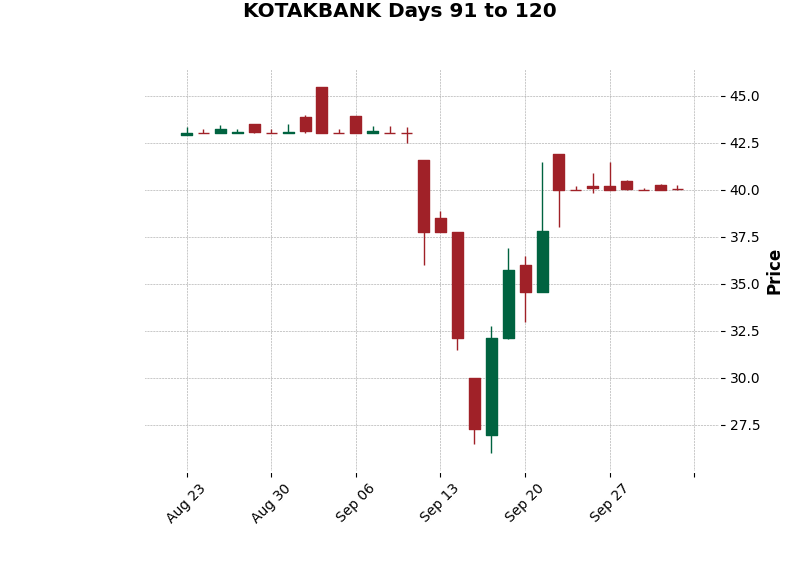 KOTAKBANK Days 91 to 120
45.0
42.5
40.0
37.5
35.0
32.5
30.0
27.5
Price
Aug 23
Aug 30
Sep 06
Sep 13
Sep 20
Sep 27